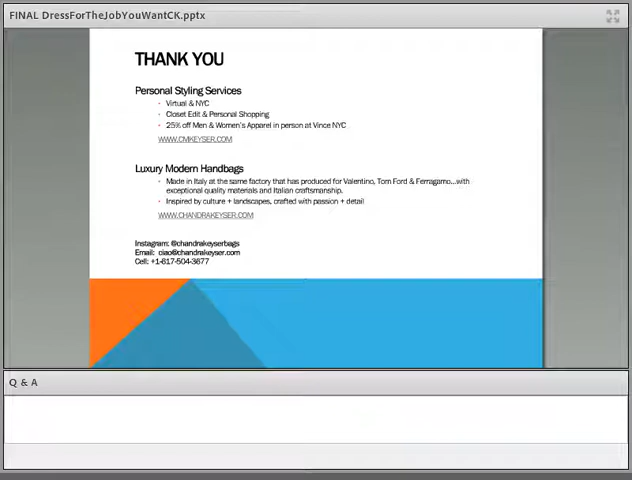 FINAL DressForTheJobYouWantCK.pptx
THANK YOU
Personal Styling Services
Virtual & NYC
Closet Edit & Personal Shopping
25% off Men & Women's Apparel in person at Vince NYC
WWW.CMKEYSER.COM
Luxury Modern Handbags
Made in Italy at the same factory that has produced for Valentino, Tom Ford & Ferragamo...with
exceptional quality materials and Italian craftsmanship.
Inspired by culture + landscapes, crafted with passion + detail
WWW.CHANDRAKEYSER.COM
Instagram: @chandrakeyserbags
Email: ciao@chandrakeyser.com
Cell: +1-617-504-3677
Q & A